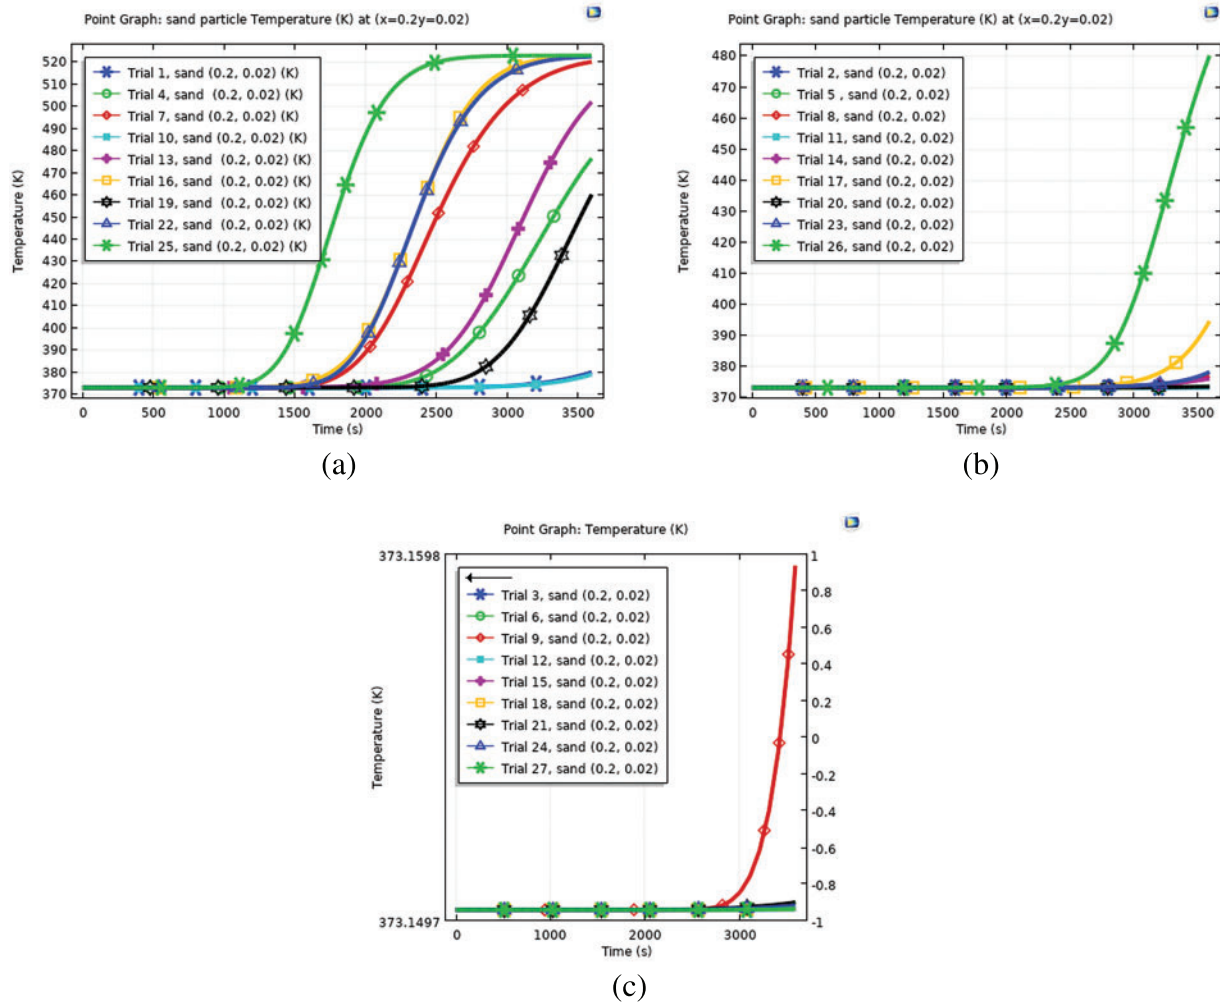 Point Graph: sand particle Temperature (K) at (x=0.2y=0.02)
Temperature (K)
520
510
500
490
480
470
460
450
440
430
420
410
400
390
380
370
Trial 1, sand (0.2, 0.02) (K)
Trial 4, sand (0.2, 0.02) (K)
Trial 7, sand (0.2, 0.02) (K)
Trial 10, sand (0.2, 0.02) (K)
Trial 13, sand (0.2, 0.02) (K)
Trial 16, sand (0.2, 0.02) (K)
Trial 19, sand (0.2, 0.02) (K)
Trial 22, sand (0.2, 0.02) (K)
Trial 25, sand (0.2, 0.02) (K)
0 500 1000 1500 2000 2500 3000 3500
Time (s)
(a)
Point Graph: sand particle Temperature (K) at (x=0.2y=0.02)
Temperature (K)
480
470
460
450
440
430
420
410
400
390
380
370
Trial 2, sand (0.2, 0.02)
Trial 5 , sand (0.2, 0.02)
Trial 8, sand (0.2, 0.02)
Trial 11, sand (0.2, 0.02)
Trial 14, sand (0.2, 0.02)
Trial 17, sand (0.2, 0.02)
Trial 20, sand (0.2, 0.02)
Trial 23, sand (0.2, 0.02)
Trial 26, sand (0.2, 0.02)
0 500 1000 1500 2000 2500 3000 3500
Time (s)
(b)
Point Graph: Temperature (K)
Temperature (K)
373.1598
373.1497
Trial 3, sand (0.2, 0.02)
Trial 6, sand (0.2, 0.02)
Trial 9, sand (0.2, 0.02)
Trial 12, sand (0.2, 0.02)
Trial 15, sand (0.2, 0.02)
Trial 18, sand (0.2, 0.02)
Trial 21, sand (0.2, 0.02)
Trial 24, sand (0.2, 0.02)
Trial 27, sand (0.2, 0.02)
1
0.8
0.6
0.4
0.2
0
-0.2
-0.4
-0.6
-0.8
-1
0 1000 2000 3000
Time (s)
(c)